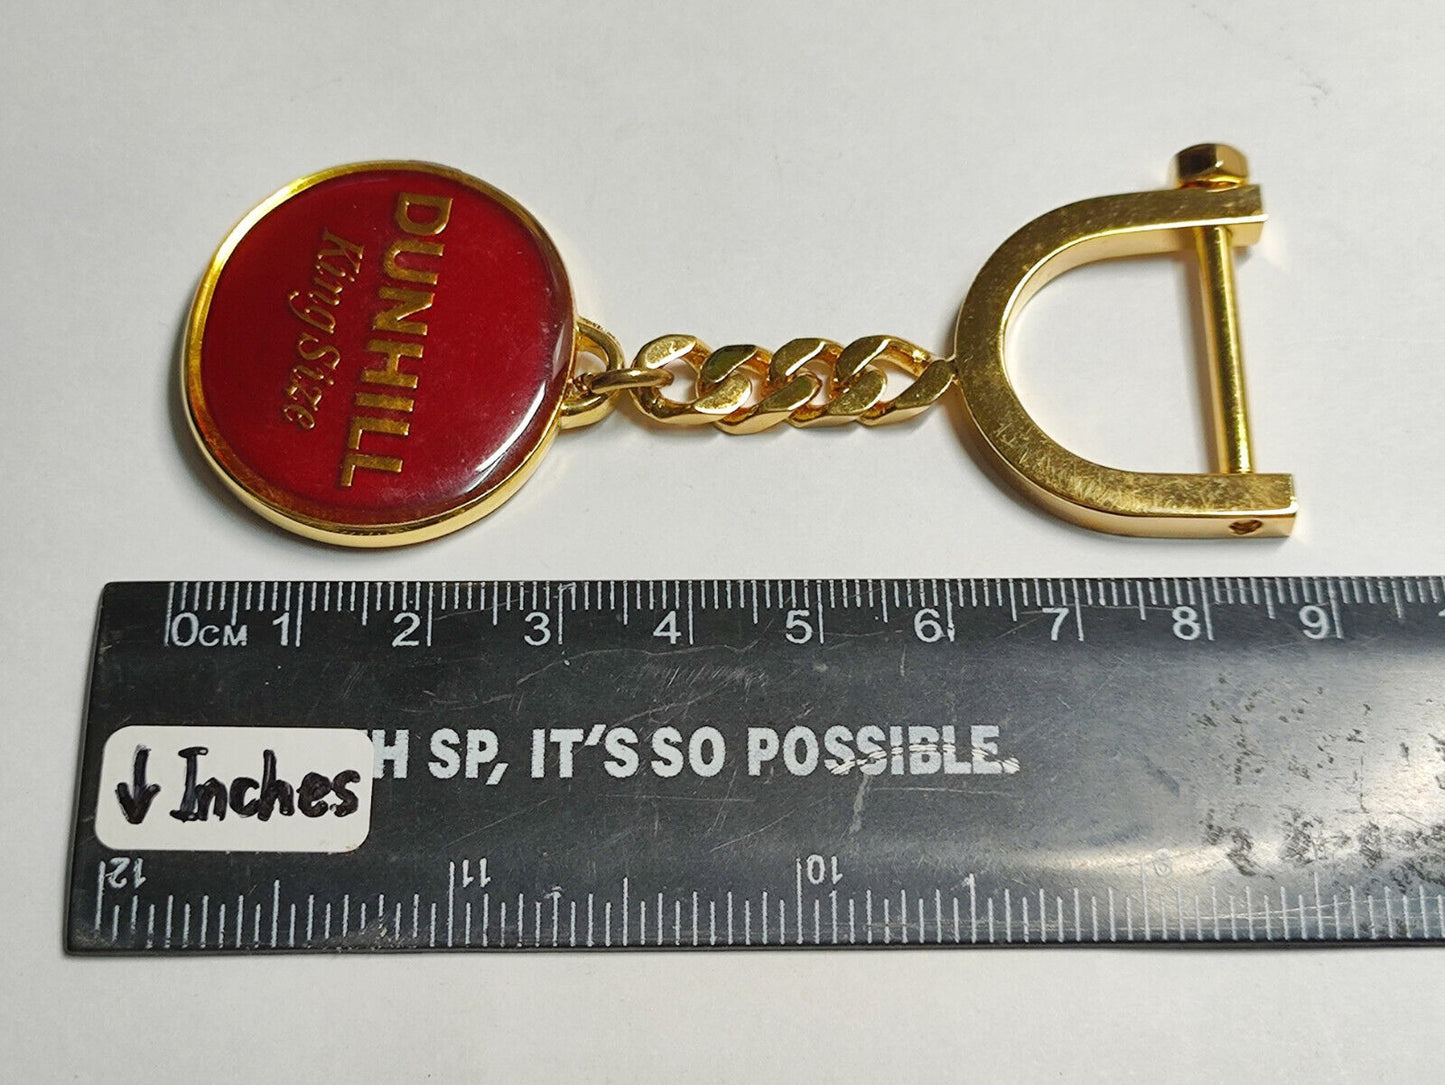 DUNHILL
King Size
0CM 1 2 3 4 5 6 7 8 9
H SP, IT'S SO POSSIBLE.
↓ Inches
12 11 10 9